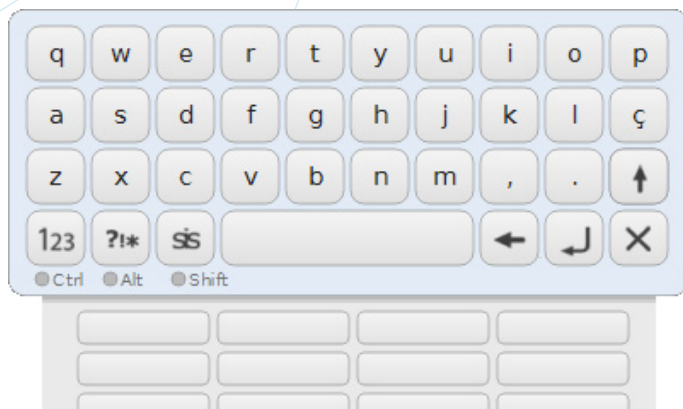 q w e r t y u i o p
a s d f g h j k l ç
z x c v b n m , .
123 ?!* sis
Ctrl Alt Shift